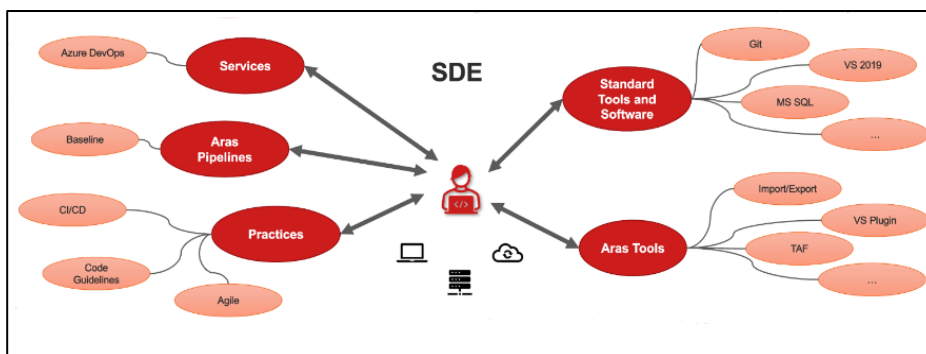 SDE
Azure DevOps
Services
Baseline
Aras
Pipelines
CI/CD
Practices
Code
Guidelines
Agile
</>
Git
Standard
Tools and
Software
VS 2019
MS SQL
...
Import/Export
Aras Tools
VS Plugin
TAF
...